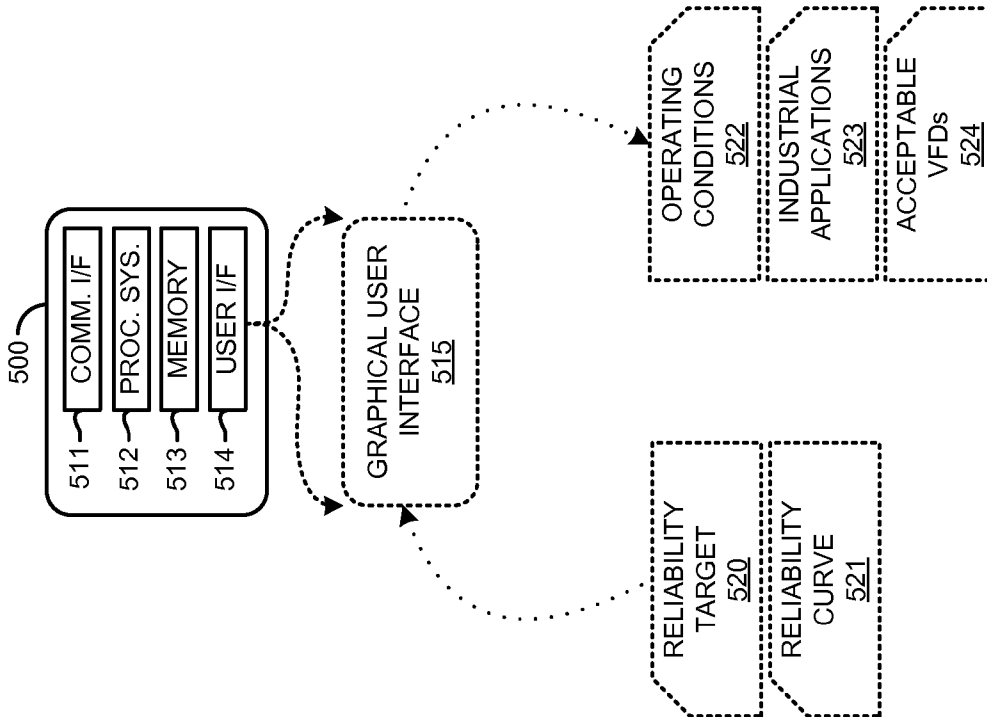 500
511
COMM. I/F
512
PROC. SYS.
513
MEMORY
514
USER I/F
GRAPHICAL USER
INTERFACE
515
RELIABILITY
TARGET
520
RELIABILITY
CURVE
521
OPERATING
CONDITIONS
522
INDUSTRIAL
APPLICATIONS
523
ACCEPTABLE
VFDs
524